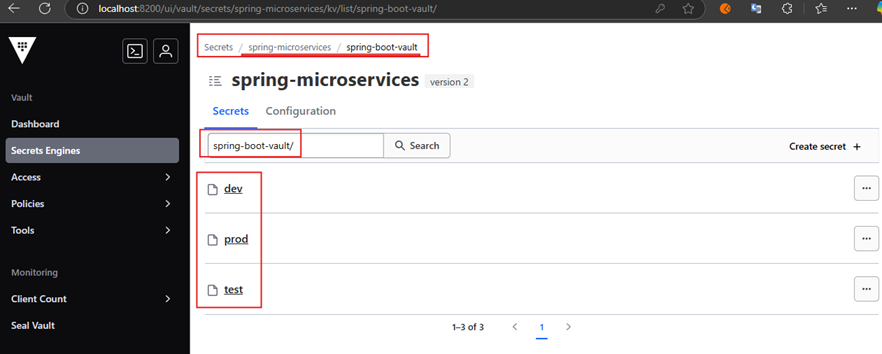 localhost:8200/ui/vault/secrets/spring-microservices/kv/list/spring-boot-vault/
Secrets / spring-microservices / spring-boot-vault
spring-microservices version 2
Vault
Dashboard
Secrets Engines
Access
Policies
Tools
Monitoring
Client Count
Seal Vault
Secrets Configuration
spring-boot-vault/ Search Create secret +
dev
prod
test
1–3 of 3 1